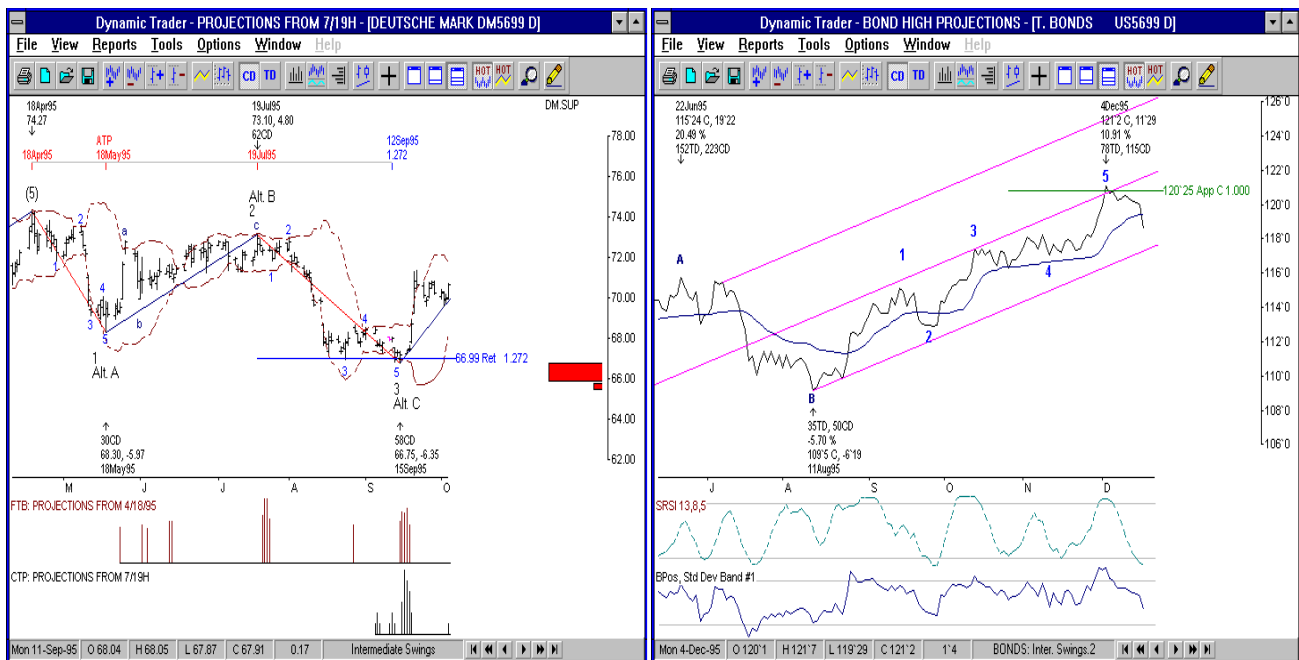 Dynamic Trader - PROJECTIONS FROM 7/19H - [DEUTSCHE MARK DM5699 D]
File View Reports Tools Options Window Help
CD TD HOT
18Apr95
74.27
19Jul95
73.10, 4.80
62CD
DM.SUP
ATP
18Apr95 18May95 19Jul95
12Sep95
1.272
78.00
76.00
74.00
72.00
70.00
68.00
66.00
64.00
62.00
(5)
Alt. B
2
2 a c 2
1 1
4 4
3 5 b 3 5
66.99 Ret 1.272
1
Alt. A
3
Alt. C
30CD
68.30, -5.97
18May95
58CD
66.75, -6.35
15Sep95
M J J A S O
FTB: PROJECTIONS FROM 4/18/95
CTP: PROJECTIONS FROM 7/19H
Mon 11-Sep-95 O 68.04 H 68.05 L 67.87 C 67.91 0.17 Intermediate Swings
Dynamic Trader - BOND HIGH PROJECTIONS - [T. BONDS US5699 D]
File View Reports Tools Options Window Help
CD TD HOT
22Jun95
115`24 C, 19`22
20.49 %
152TD, 223CD
4Dec95
121`2 C, 11`29
10.91 %
78TD, 115CD
126`0
124`0
122`0
120`0
118`0
116`0
114`0
112`0
110`0
108`0
106`0
5
120`25 App C 1.000
3
1
A
4
2
B
35TD, 50CD
-5.70 %
109`5 C, -6`19
11Aug95
J A S O N D
SRSI 13,8,5
BPos, Std Dev Band #1
Mon 4-Dec-95 O 120`1 H 121`7 L 119`29 C 121`2 1`4 BONDS: Inter. Swings.2